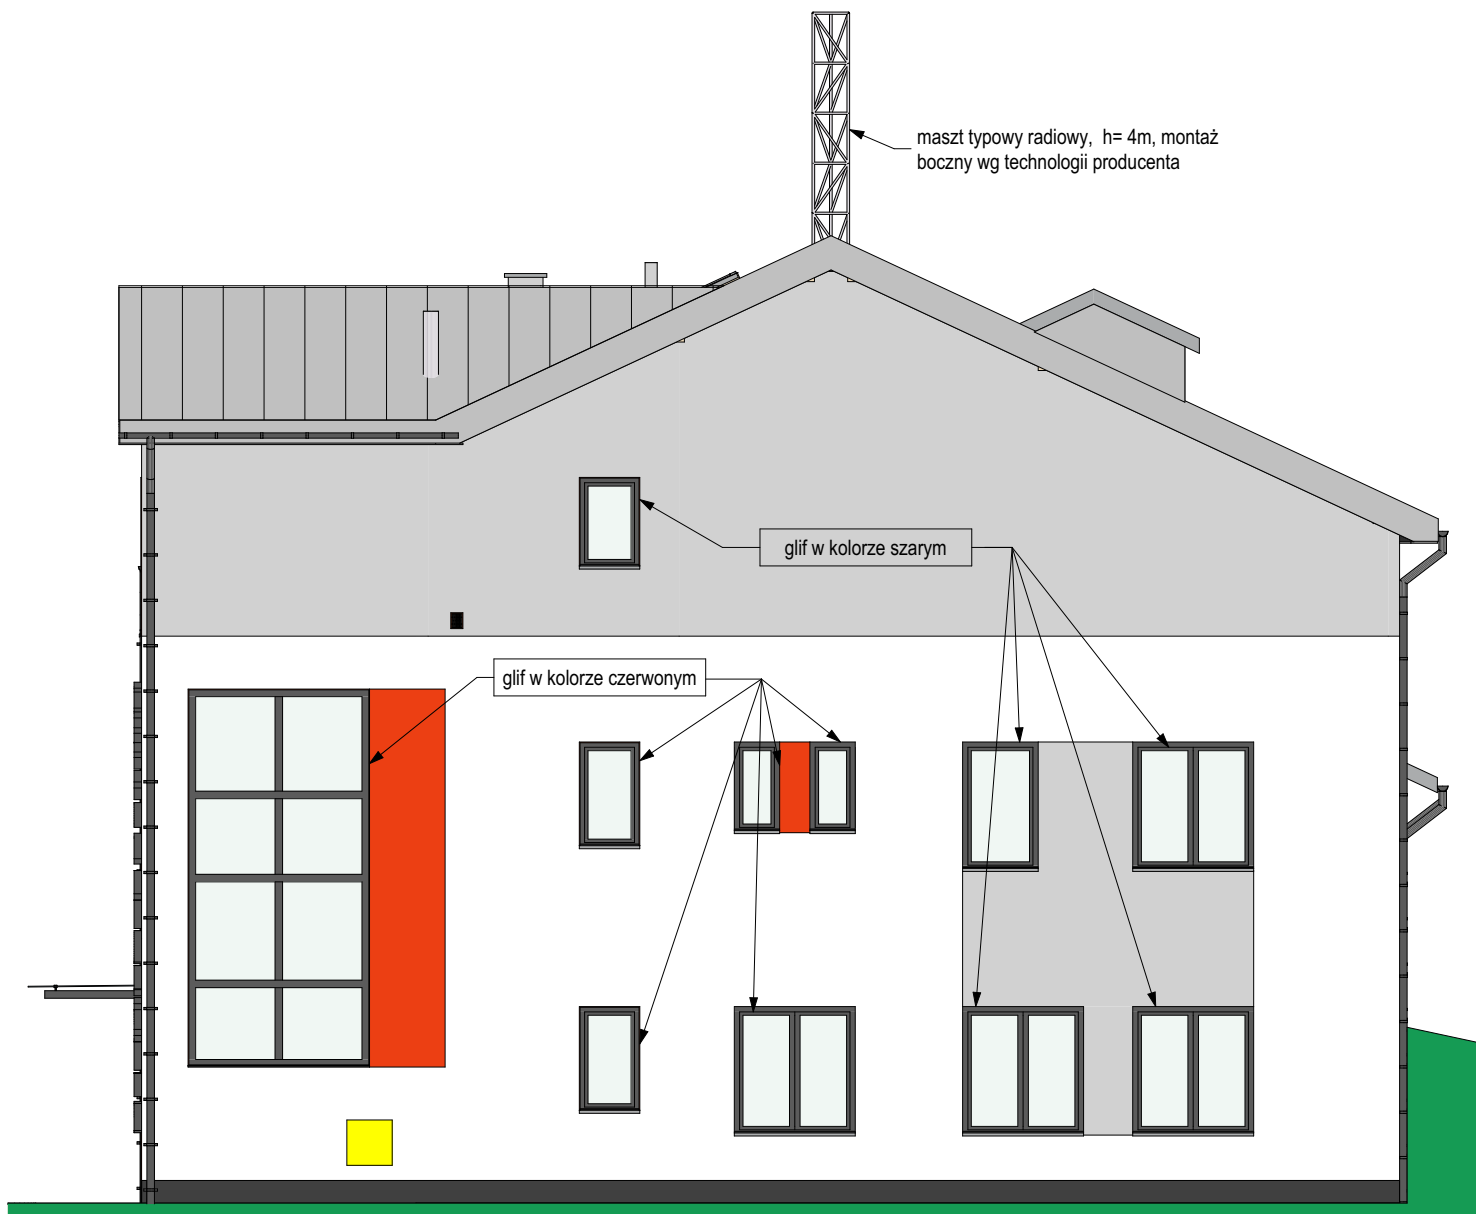 maszt typowy radiowy, h= 4m, montaż
boczny wg technologii producenta
glif w kolorze szarym
glif w kolorze czerwonym